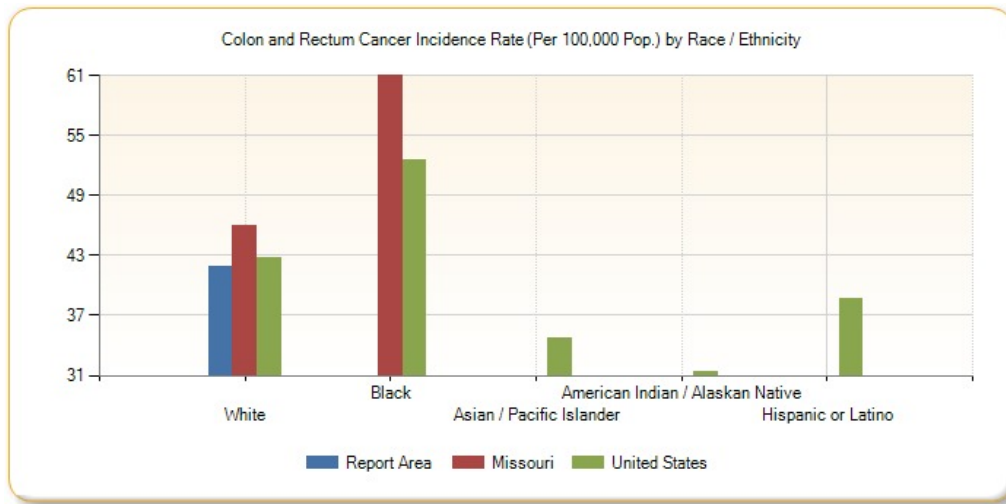 Colon and Rectum Cancer Incidence Rate (Per 100,000 Pop.) by Race / Ethnicity
61
55
49
43
37
31
Black
American Indian / Alaskan Native
White
Asian / Pacific Islander
Hispanic or Latino
Report Area
Missouri
United States